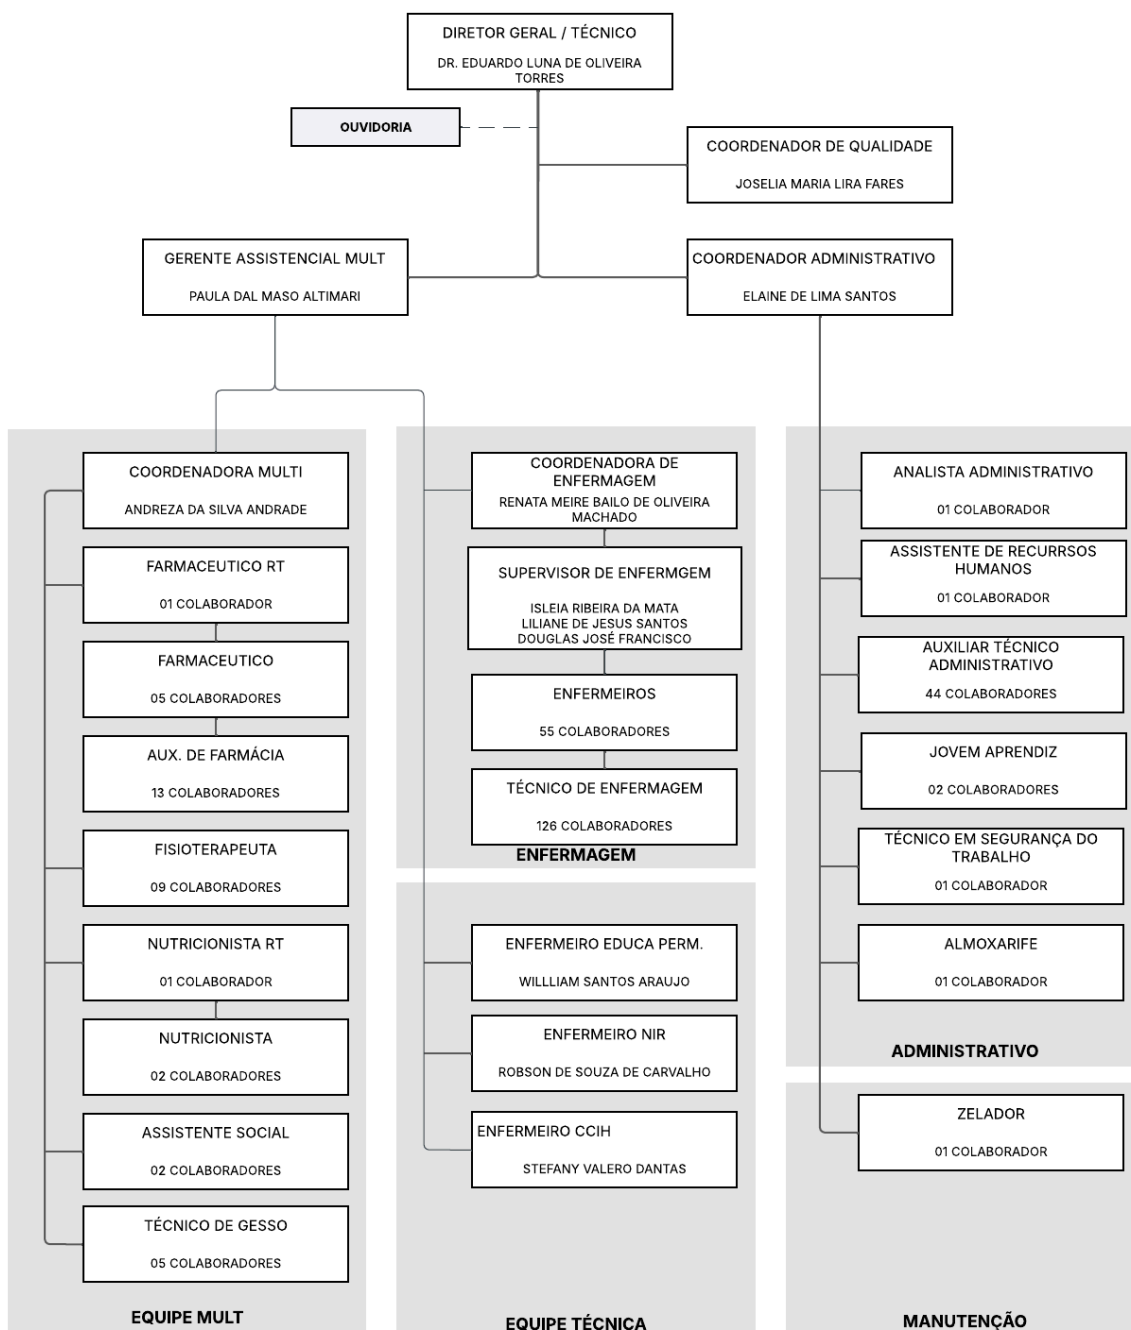 DIRETOR GERAL / TÉCNICO
DR. EDUARDO LUNA DE OLIVEIRA
TORRES
OUVIDORIA
COORDENADOR DE QUALIDADE
JOSELIA MARIA LIRA FARES
GERENTE ASSISTENCIAL MULT
PAULA DAL MASO ALTIMARI
COORDENADOR ADMINISTRATIVO
ELAINE DE LIMA SANTOS
COORDENADORA MULTI
ANDREZA DA SILVA ANDRADE
FARMACEUTICO RT
01 COLABORADOR
FARMACEUTICO
05 COLABORADORES
AUX. DE FARMÁCIA
13 COLABORADORES
FISIOTERAPEUTA
09 COLABORADORES
NUTRICIONISTA RT
01 COLABORADOR
NUTRICIONISTA
02 COLABORADORES
ASSISTENTE SOCIAL
02 COLABORADORES
TÉCNICO DE GESSO
05 COLABORADORES
EQUIPE MULT
COORDENADORA DE
ENFERMAGEM
RENATA MEIRE BAILO DE OLIVEIRA
MACHADO
SUPERVISOR DE ENFERMGEM
ISLEIA RIBEIRA DA MATA
LILIANE DE JESUS SANTOS
DOUGLAS JOSÉ FRANCISCO
ENFERMEIROS
55 COLABORADORES
TÉCNICO DE ENFERMAGEM
126 COLABORADORES
ENFERMAGEM
ENFERMEIRO EDUCA PERM.
WILLLIAM SANTOS ARAUJO
ENFERMEIRO NIR
ROBSON DE SOUZA DE CARVALHO
ENFERMEIRO CCIH
STEFANY VALERO DANTAS
EQUIPE TÉCNICA
ANALISTA ADMINISTRATIVO
01 COLABORADOR
ASSISTENTE DE RECURRSOS
HUMANOS
01 COLABORADOR
AUXILIAR TÉCNICO
ADMINISTRATIVO
44 COLABORADORES
JOVEM APRENDIZ
02 COLABORADORES
TÉCNICO EM SEGURANÇA DO
TRABALHO
01 COLABORADOR
ALMOXARIFE
01 COLABORADOR
ADMINISTRATIVO
ZELADOR
01 COLABORADOR
MANUTENÇÃO